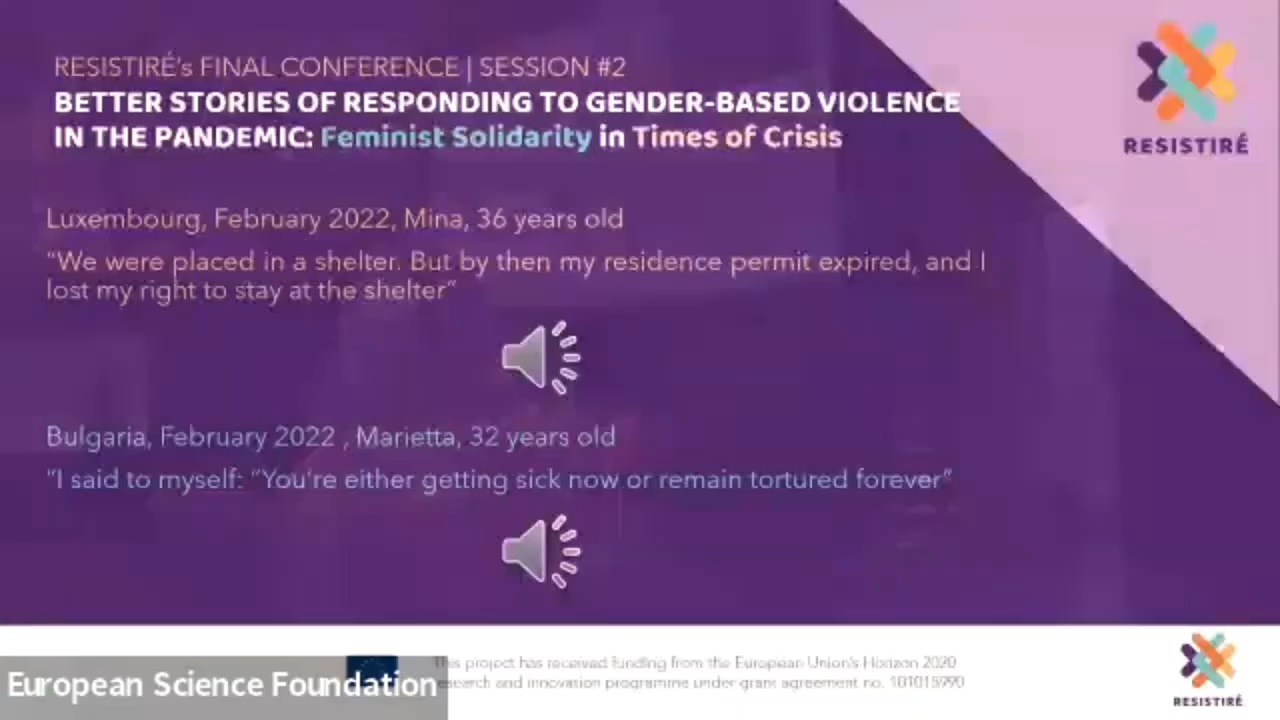 RESISTIRÉ's FINAL CONFERENCE | SESSION #2
BETTER STORIES OF RESPONDING TO GENDER-BASED VIOLENCE
IN THE PANDEMIC: Feminist Solidarity in Times of Crisis
RESISTIRÉ
Luxembourg, February 2022, Mina, 36 years old
"We were placed in a shelter. But by then my residence permit expired, and I
lost my right to stay at the shelter"
Bulgaria, February 2022 , Marietta, 32 years old
"I said to myself: "You're either getting sick now or remain tortured forever"
This project has received funding from the European Union's Horizon 2020
research and innovation programme under grant agreement no. 101015990
European Science Foundation
RESISTIRÉ